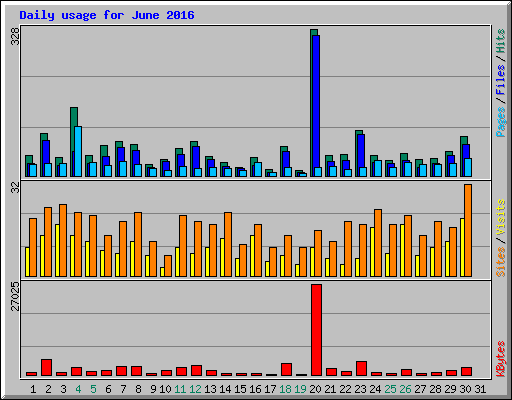 Daily usage for June 2016
328
Pages / Files / Hits
32
Sites / Visits
27025
KBytes
1 2 3 4 5 6 7 8 9 10 11 12 13 14 15 16 17 18 19 20 21 22 23 24 25 26 27 28 29 30 31